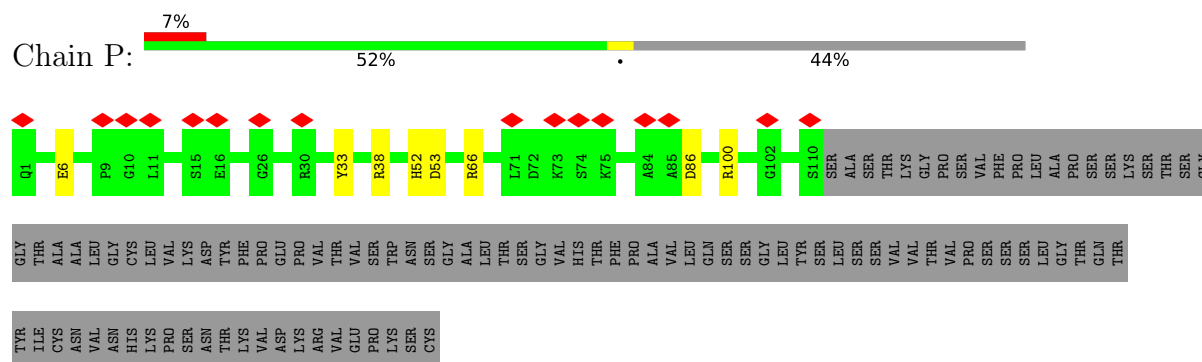 7%
Chain P:
52% • 44%
Q1 E6 P9 G10 L11 S15 E16 G26 R30 Y33 R38 H52 D53 R66 L71 D72 K73 S74 K75 A84 A85 D86 R100 G102 S110 SER ALA SER THR LYS GLY PRO SER VAL PHE PRO LEU ALA PRO SER SER LYS SER THR SER GLY
GLY THR ALA ALA LEU GLY CYS LEU VAL LYS ASP TYR PHE PRO GLU PRO VAL THR VAL SER TRP ASN SER GLY ALA LEU THR SER GLY VAL HIS THR PHE PRO ALA VAL LEU GLN SER SER GLY LEU TYR SER LEU SER SER VAL VAL THR VAL PRO SER SER SER LEU GLY THR GLN THR
TYR ILE CYS ASN VAL ASN HIS LYS PRO SER ASN THR LYS VAL ASP LYS ARG VAL GLU PRO LYS SER CYS